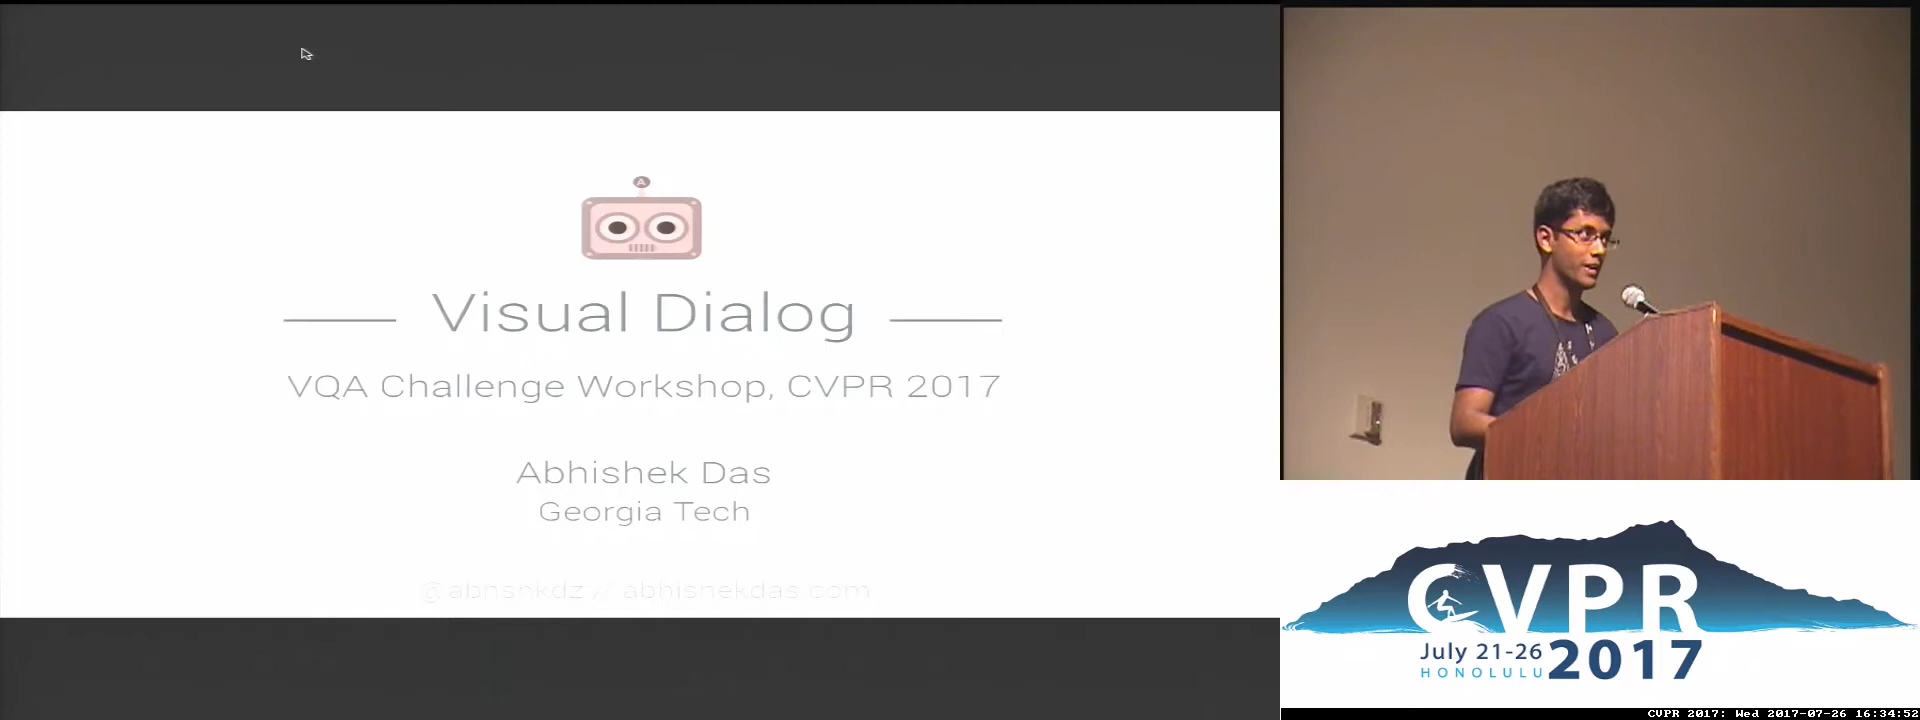 A
Visual Dialog
VQA Challenge Workshop, CVPR 2017
Abhishek Das
Georgia Tech
@abhshkdz // abhishekdas.com
CVPR
July 21-26
HONOLULU
2017
CVPR 2017: Wed 2017-07-26 16:34:52